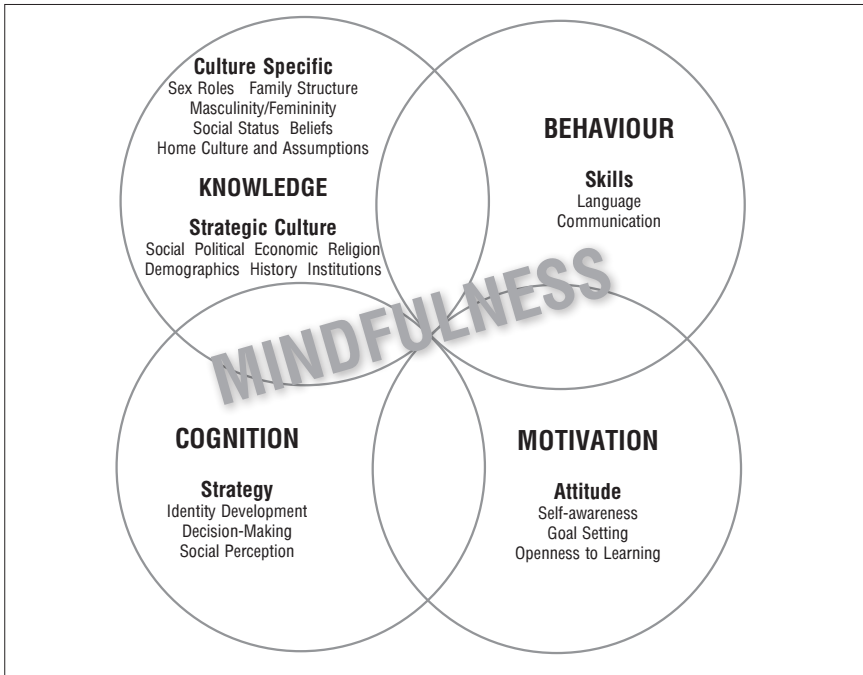 Culture Specific
Sex Roles Family Structure
Masculinity/Femininity
Social Status Beliefs
Home Culture and Assumptions
KNOWLEDGE
Strategic Culture
Social Political Economic Religion
Demographics History Institutions
BEHAVIOUR
Skills
Language
Communication
MINDFULNESS
COGNITION
Strategy
Identity Development
Decision-Making
Social Perception
MOTIVATION
Attitude
Self-awareness
Goal Setting
Openness to Learning